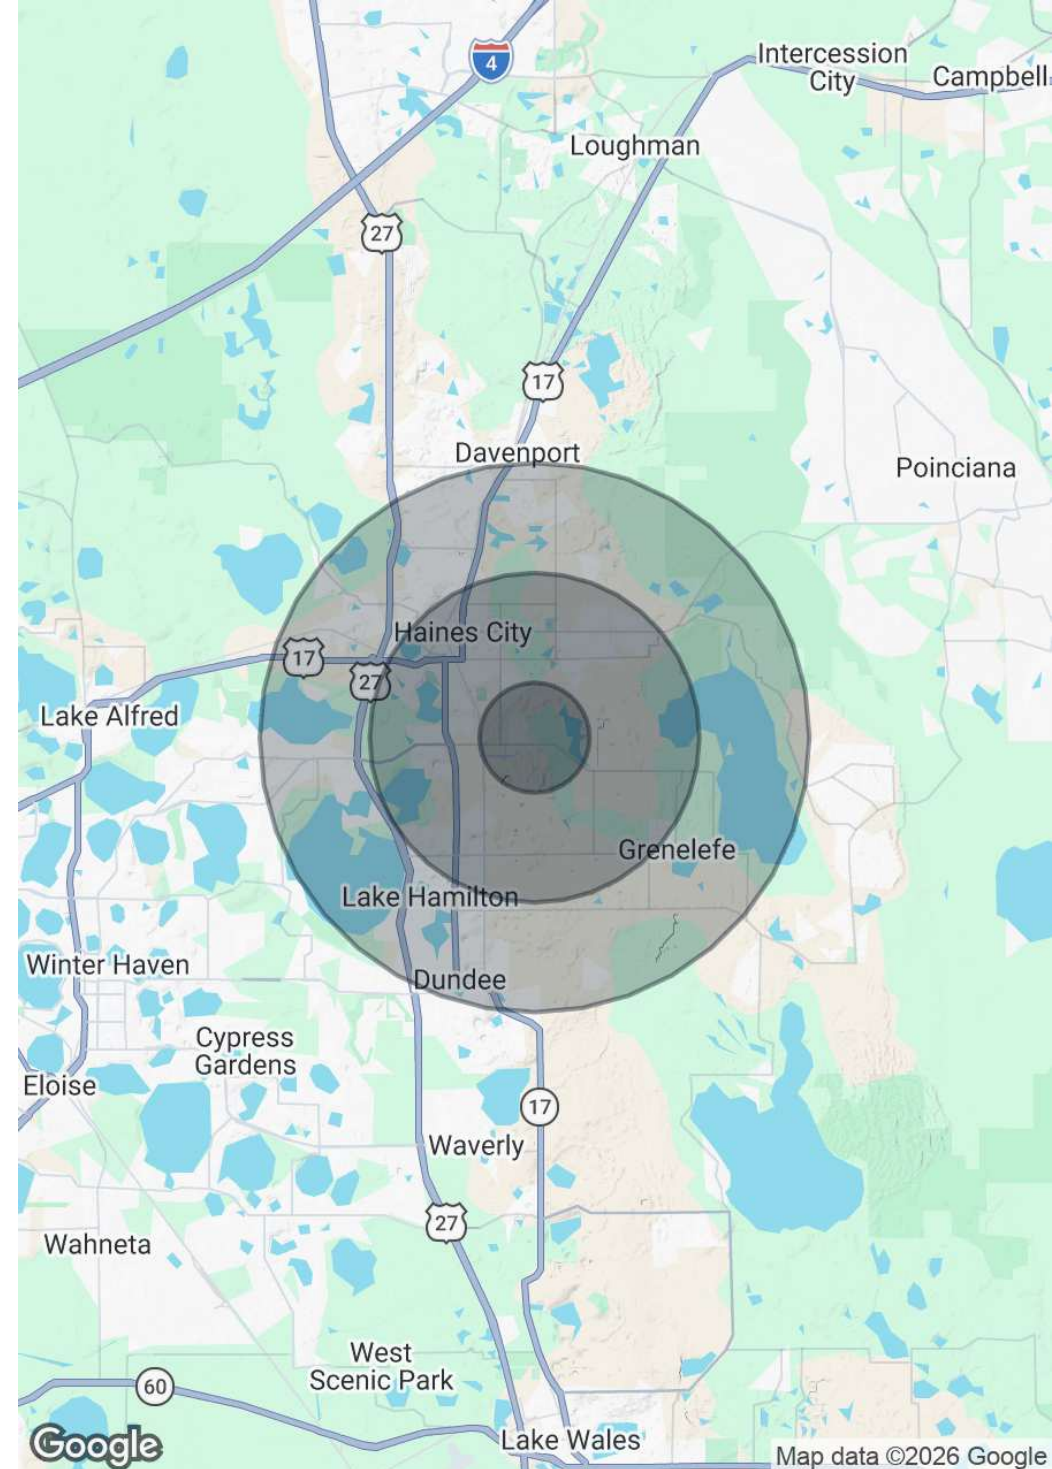 4
Intercession
City
Campbell
Loughman
27
17
Davenport
Poinciana
Haines City
17
27
Lake Alfred
Grenelefe
Lake Hamilton
Winter Haven
Dundee
Cypress
Gardens
Eloise
17
Waverly
27
Wahneta
West
Scenic Park
60
Lake Wales
Google
Map data ©2026 Google